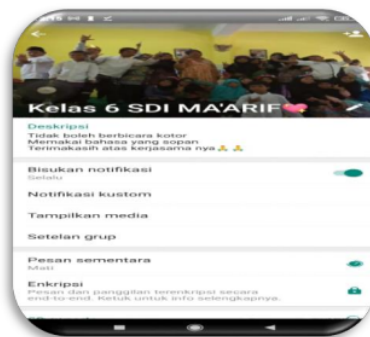 Kelas 6 SDI MA'ARIF💖
Deskripsi
Tidak boleh berbicara kotor
Memakai bahasa yang sopan
Terimakasih atas kerjasama nya🙏🙏
Bisukan notifikasi
Selalu
Notifikasi kustom
Tampilkan media
Setelan grup
Pesan sementara
Mati
Enkripsi
Pesan dan panggilan terenkripsi secara
end-to-end. Ketuk untuk info selengkapnya.